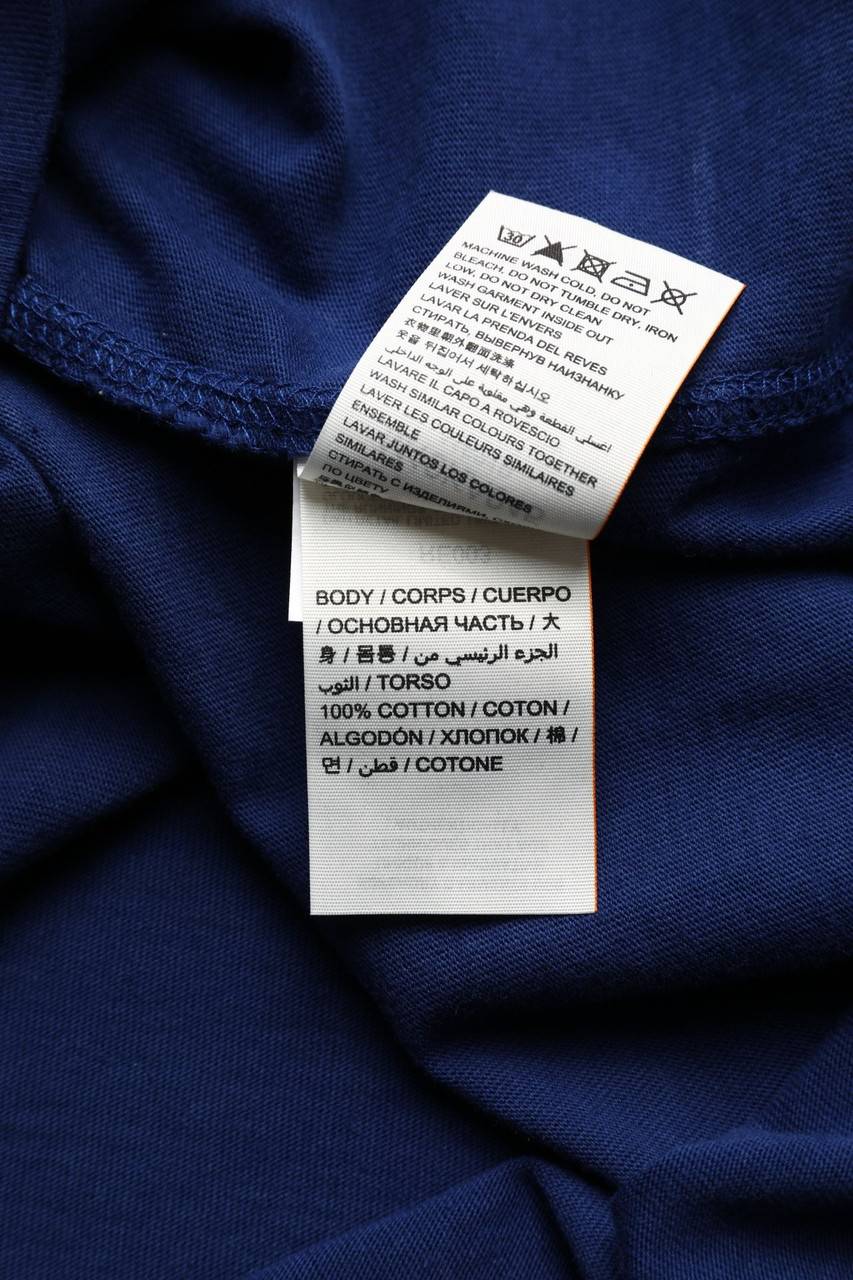 30
MACHINE WASH COLD, DO NOT
BLEACH, DO NOT TUMBLE DRY, IRON
LOW, DO NOT DRY CLEAN
WASH GARMENT INSIDE OUT
LAVER SUR L'ENVERS
LAVAR LA PRENDA DEL REVES
СТИРАТЬ, ВЫВЕРНУВ НАИЗНАНКУ
衣物里朝外翻面洗滌
옷을 뒤집어서 세탁하십시오
اغسلي القطعة وهي مقلوبة على الوجه الداخلي
LAVARE IL CAPO A ROVESCIO
WASH SIMILAR COLOURS TOGETHER
LAVER LES COULEURS SIMILAIRES
ENSEMBLE
LAVAR JUNTOS LOS COLORES
SIMILARES
СТИРАТЬ С ИЗДЕЛИЯМИ,
ПО ЦВЕТУ
BODY / CORPS / CUERPO
/ ОСНОВНАЯ ЧАСТЬ / 大
身 / 몸통 / الجزء الرئيسي من
الثوب / TORSO
100% COTTON / COTON /
ALGODÓN / ХЛОПОК / 棉 /
면 / قطن / COTONE